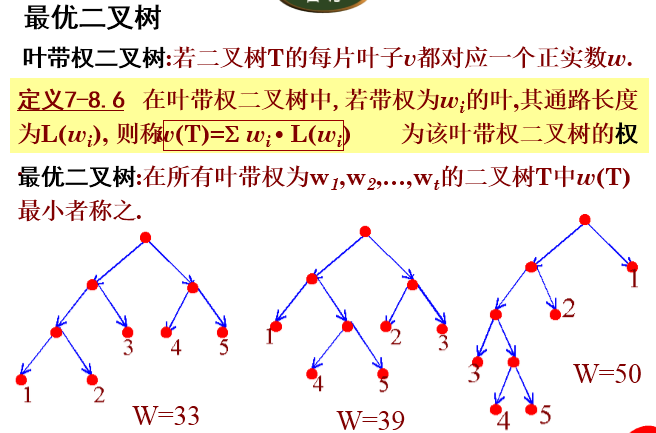 最优二叉树
叶带权二叉树:若二叉树T的每片叶子v都对应一个正实数w.
定义7-8.6 在叶带权二叉树中,若带权为wi的叶,其通路长度
为L(wi), 则称w(T)=Σ wi• L(wi) 为该叶带权二叉树的权
最优二叉树:在所有叶带权为w1,w2,…,wt的二叉树T中w(T)
最小者称之.
3 4 5
1 2
W=33
1 2 3
4 5
W=39
1
2
3
4 5
W=50